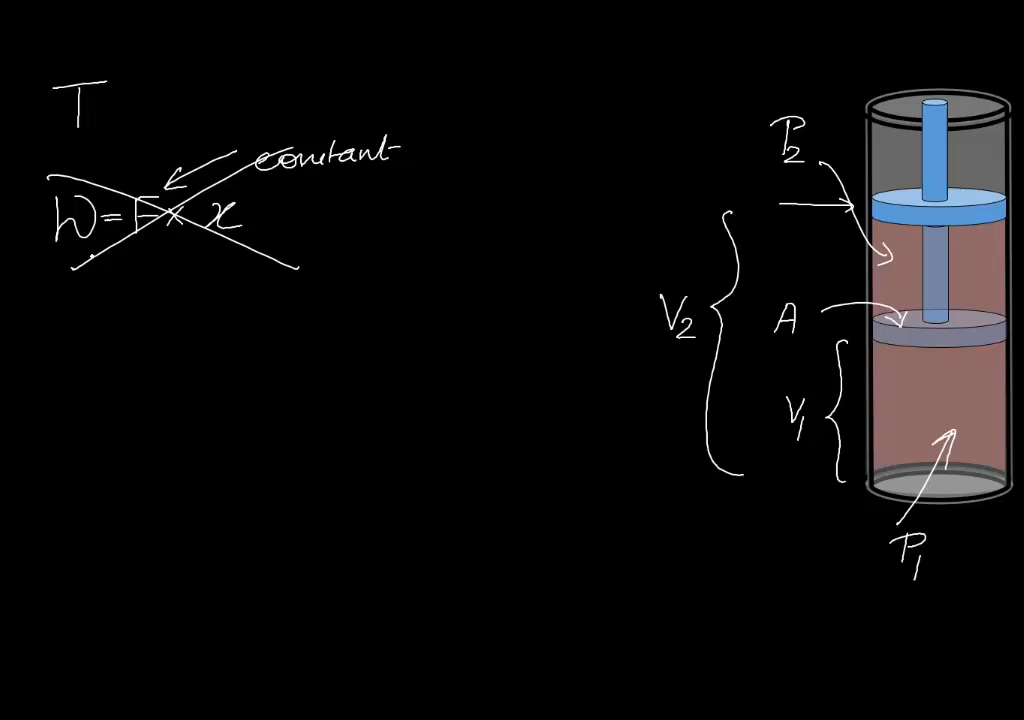 T
constant
W = F × x
P₂
V₂
A
V₁
P₁